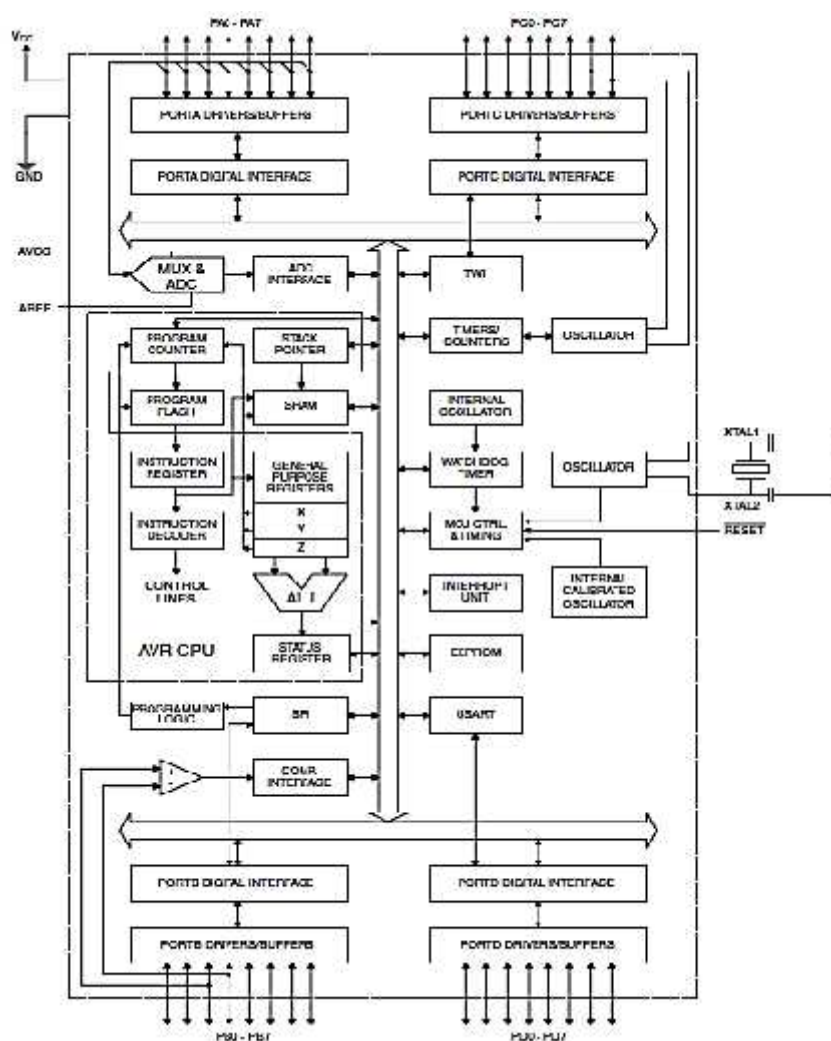 PA0 - PA7
PC0 - PC7
VCC
PORTA DRIVERS/BUFFERS
PORTC DRIVERS/BUFFERS
GND
PORTA DIGITAL INTERFACE
PORTC DIGITAL INTERFACE
AVCC
MUX &
ADC
ADC
INTERFACE
TWI
AREF
PROGRAM
COUNTER
STACK
POINTER
TIMERS/
COUNTERS
OSCILLATOR
PROGRAM
FLASH
SRAM
INTERNAL
OSCILLATOR
XTAL1
INSTRUCTION
REGISTER
GENERAL
PURPOSE
REGISTERS
WATCHDOG
TIMER
OSCILLATOR
X
XTAL2
INSTRUCTION
DECODER
Y
MCU CTRL.
& TIMING
RESET
Z
CONTROL
LINES
ALU
INTERRUPT
UNIT
INTERNAL
CALIBRATED
OSCILLATOR
AVR CPU
STATUS
REGISTER
EEPROM
PROGRAMMING
LOGIC
SPI
USART
COMP.
INTERFACE
PORTB DIGITAL INTERFACE
PORTD DIGITAL INTERFACE
PORTB DRIVERS/BUFFERS
PORTD DRIVERS/BUFFERS
PB0 - PB7
PD0 - PD7